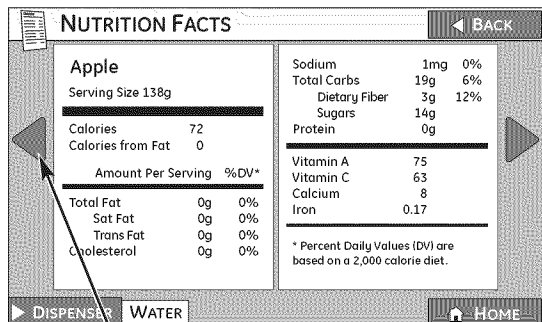 NUTRITION FACTS
BACK
Apple
Serving Size 138g
Calories 72
Calories from Fat 0
Amount Per Serving %DV*
Total Fat 0g 0%
Sat Fat 0g 0%
Trans Fat 0g 0%
Cholesterol 0g 0%
Sodium 1mg 0%
Total Carbs 19g 6%
Dietary Fiber 3g 12%
Sugars 14g
Protein 0g
Vitamin A 75
Vitamin C 63
Calcium 8
Iron 0.17
* Percent Daily Values (DV) are
based on a 2,000 calorie diet.
DISPENSER WATER
HOME